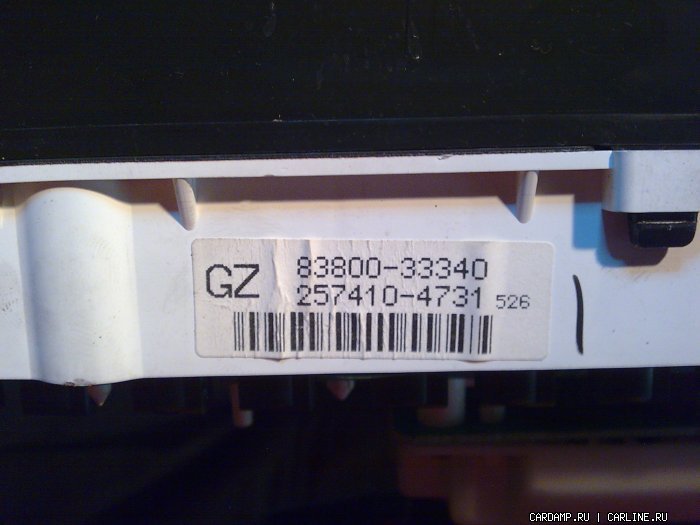 GZ
83800-33340
257410-4731 526
CARDAMP.RU | CARLINE.RU